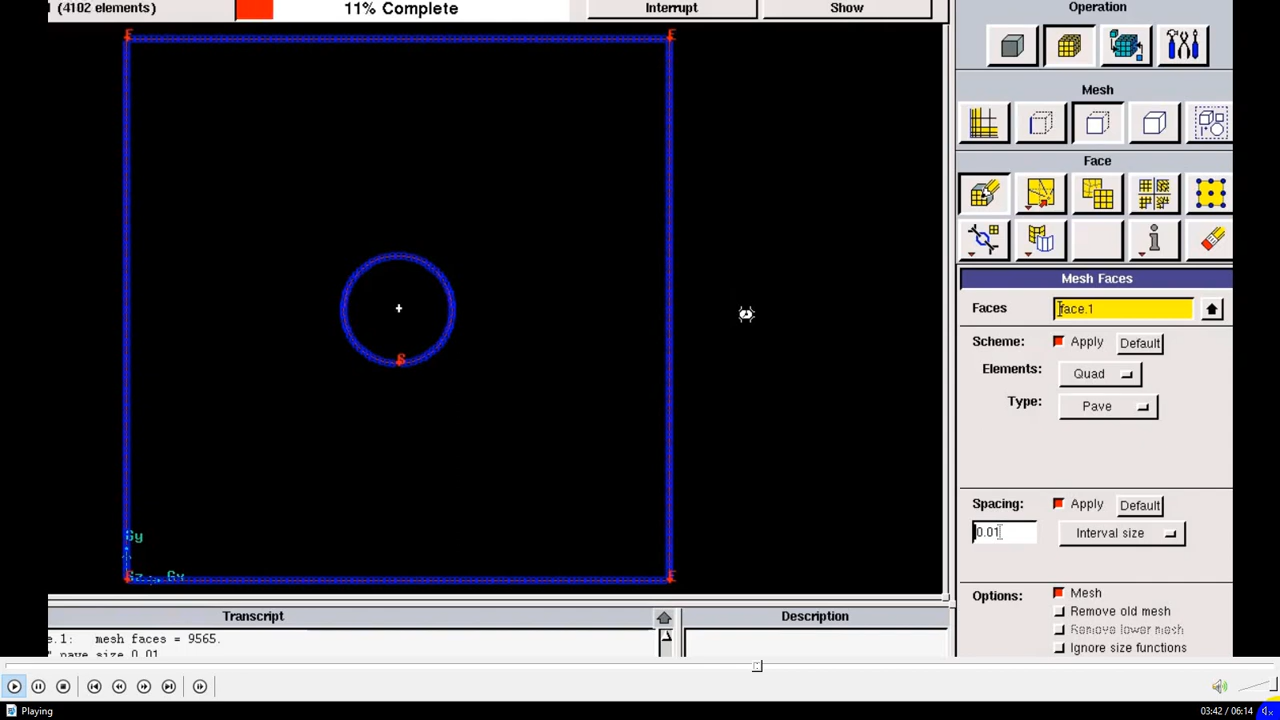 (4102 elements)
11% Complete
Interrupt
Show
Operation
Mesh
Face
Mesh Faces
Faces
face.1
Scheme:
Apply
Default
Elements:
Quad
Type:
Pave
Spacing:
Apply
Default
0.01
Interval size
Options:
Mesh
Remove old mesh
Remove lower mesh
Ignore size functions
Gy
Transcript
Description
e.1: mesh faces = 9565.
" pave size 0.01
03:42 / 06:14
Playing